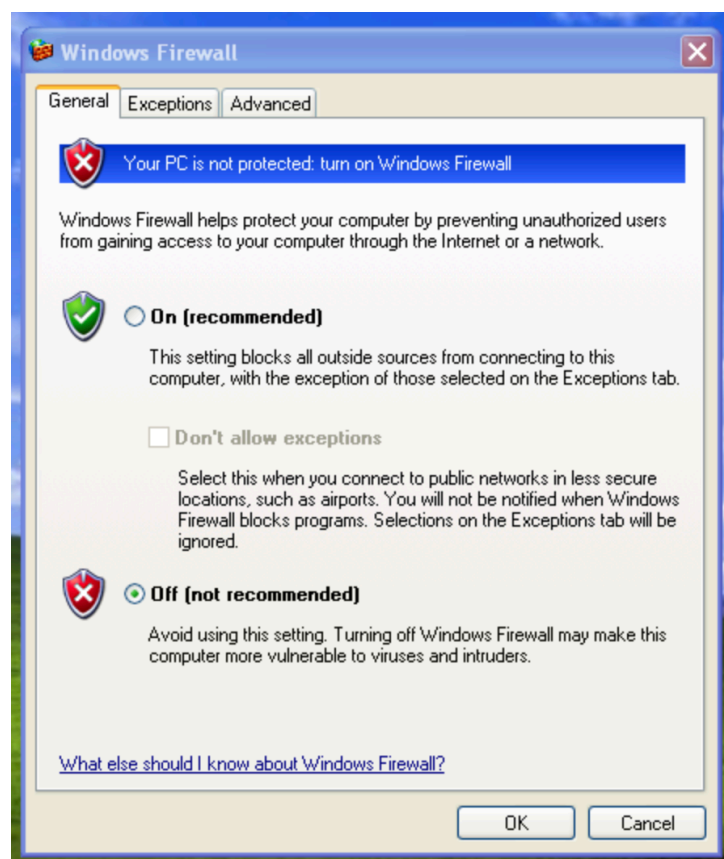 Windows Firewall
General Exceptions Advanced
Your PC is not protected: turn on Windows Firewall
Windows Firewall helps protect your computer by preventing unauthorized users
from gaining access to your computer through the Internet or a network.
On (recommended)
This setting blocks all outside sources from connecting to this
computer, with the exception of those selected on the Exceptions tab.
Don't allow exceptions
Select this when you connect to public networks in less secure
locations, such as airports. You will not be notified when Windows
Firewall blocks programs. Selections on the Exceptions tab will be
ignored.
Off (not recommended)
Avoid using this setting. Turning off Windows Firewall may make this
computer more vulnerable to viruses and intruders.
What else should I know about Windows Firewall?
OK Cancel